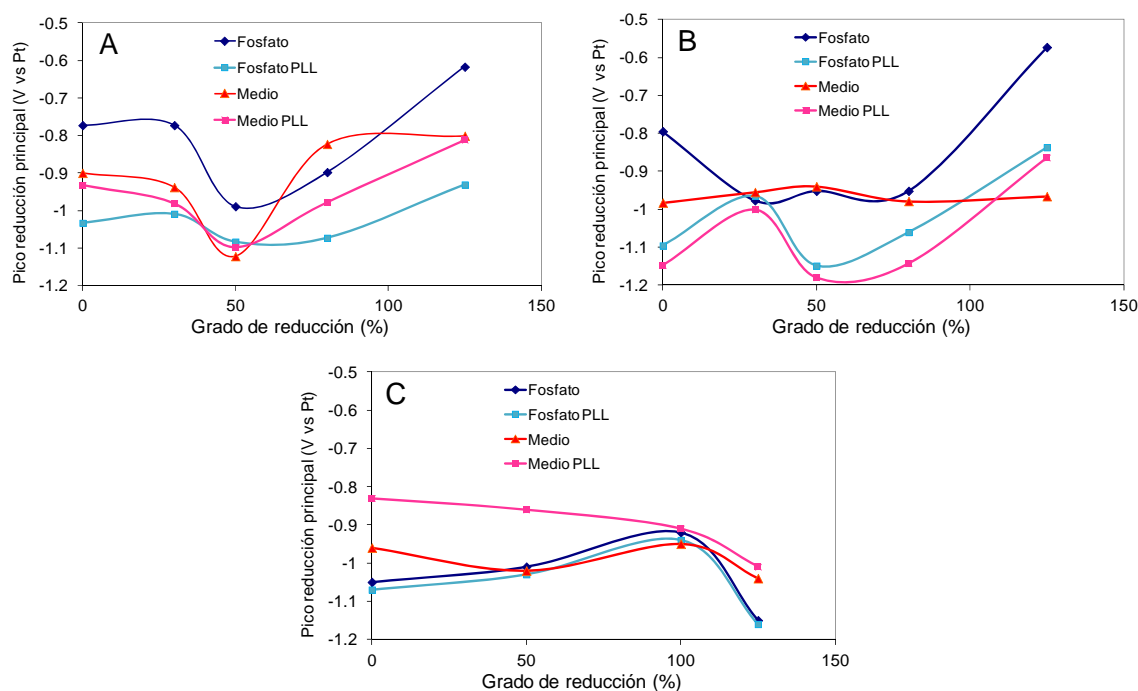 A
Pico reducción principal (V vs Pt)
-0.5
-0.6
-0.7
-0.8
-0.9
-1
-1.1
-1.2
Fosfato
Fosfato PLL
Medio
Medio PLL
0
50
100
150
Grado de reducción (%)
B
Pico reducción principal (V vs Pt)
-0.5
-0.6
-0.7
-0.8
-0.9
-1
-1.1
-1.2
Fosfato
Fosfato PLL
Medio
Medio PLL
0
50
100
150
Grado de reducción (%)
C
Pico reducción principal (V vs Pt)
-0.5
-0.6
-0.7
-0.8
-0.9
-1
-1.1
-1.2
Fosfato
Fosfato PLL
Medio
Medio PLL
0
50
100
150
Grado de reducción (%)